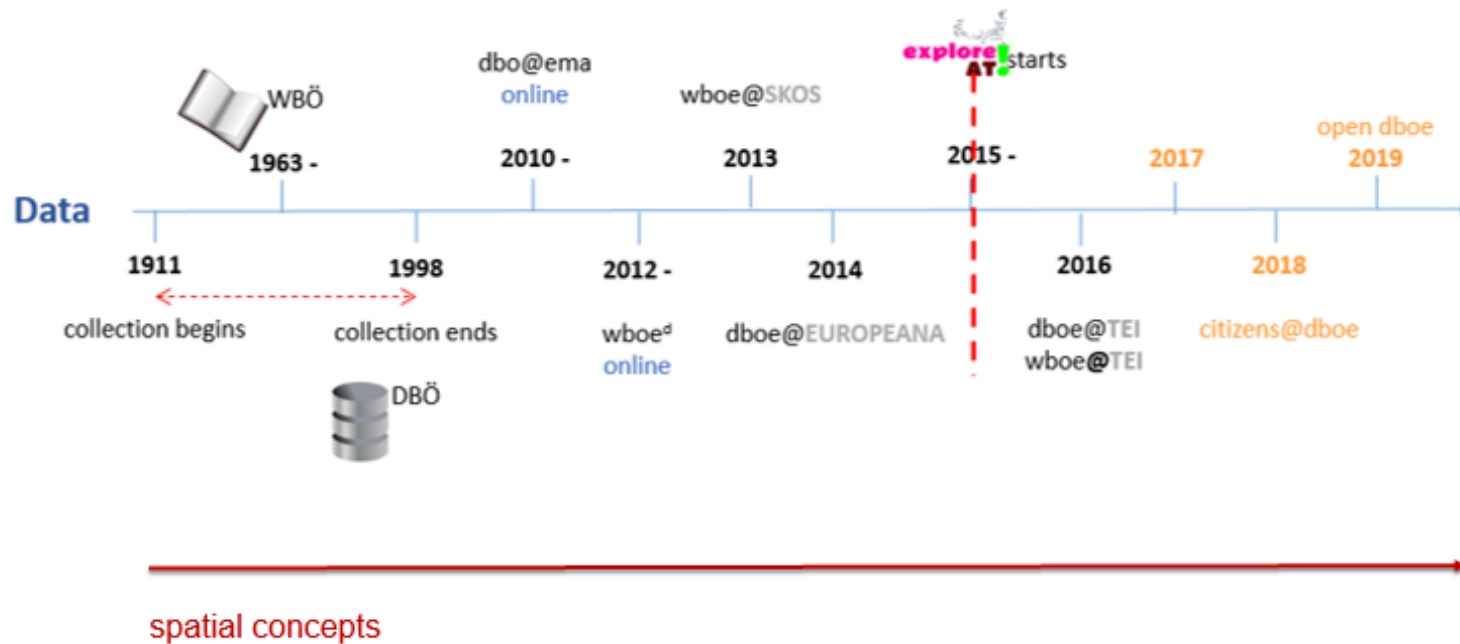 explore
AT!
starts
dbo@ema
online
WBÖ
wboe@SKOS
open dboe
1963 -
2010 -
2013
2015 -
2017
2019
Data
1911
1998
2012 -
2014
2016
2018
collection begins
collection ends
wboeᵈ
online
dboe@EUROPEANA
dboe@TEI
wboe@TEI
citizens@dboe
DBÖ
spatial concepts